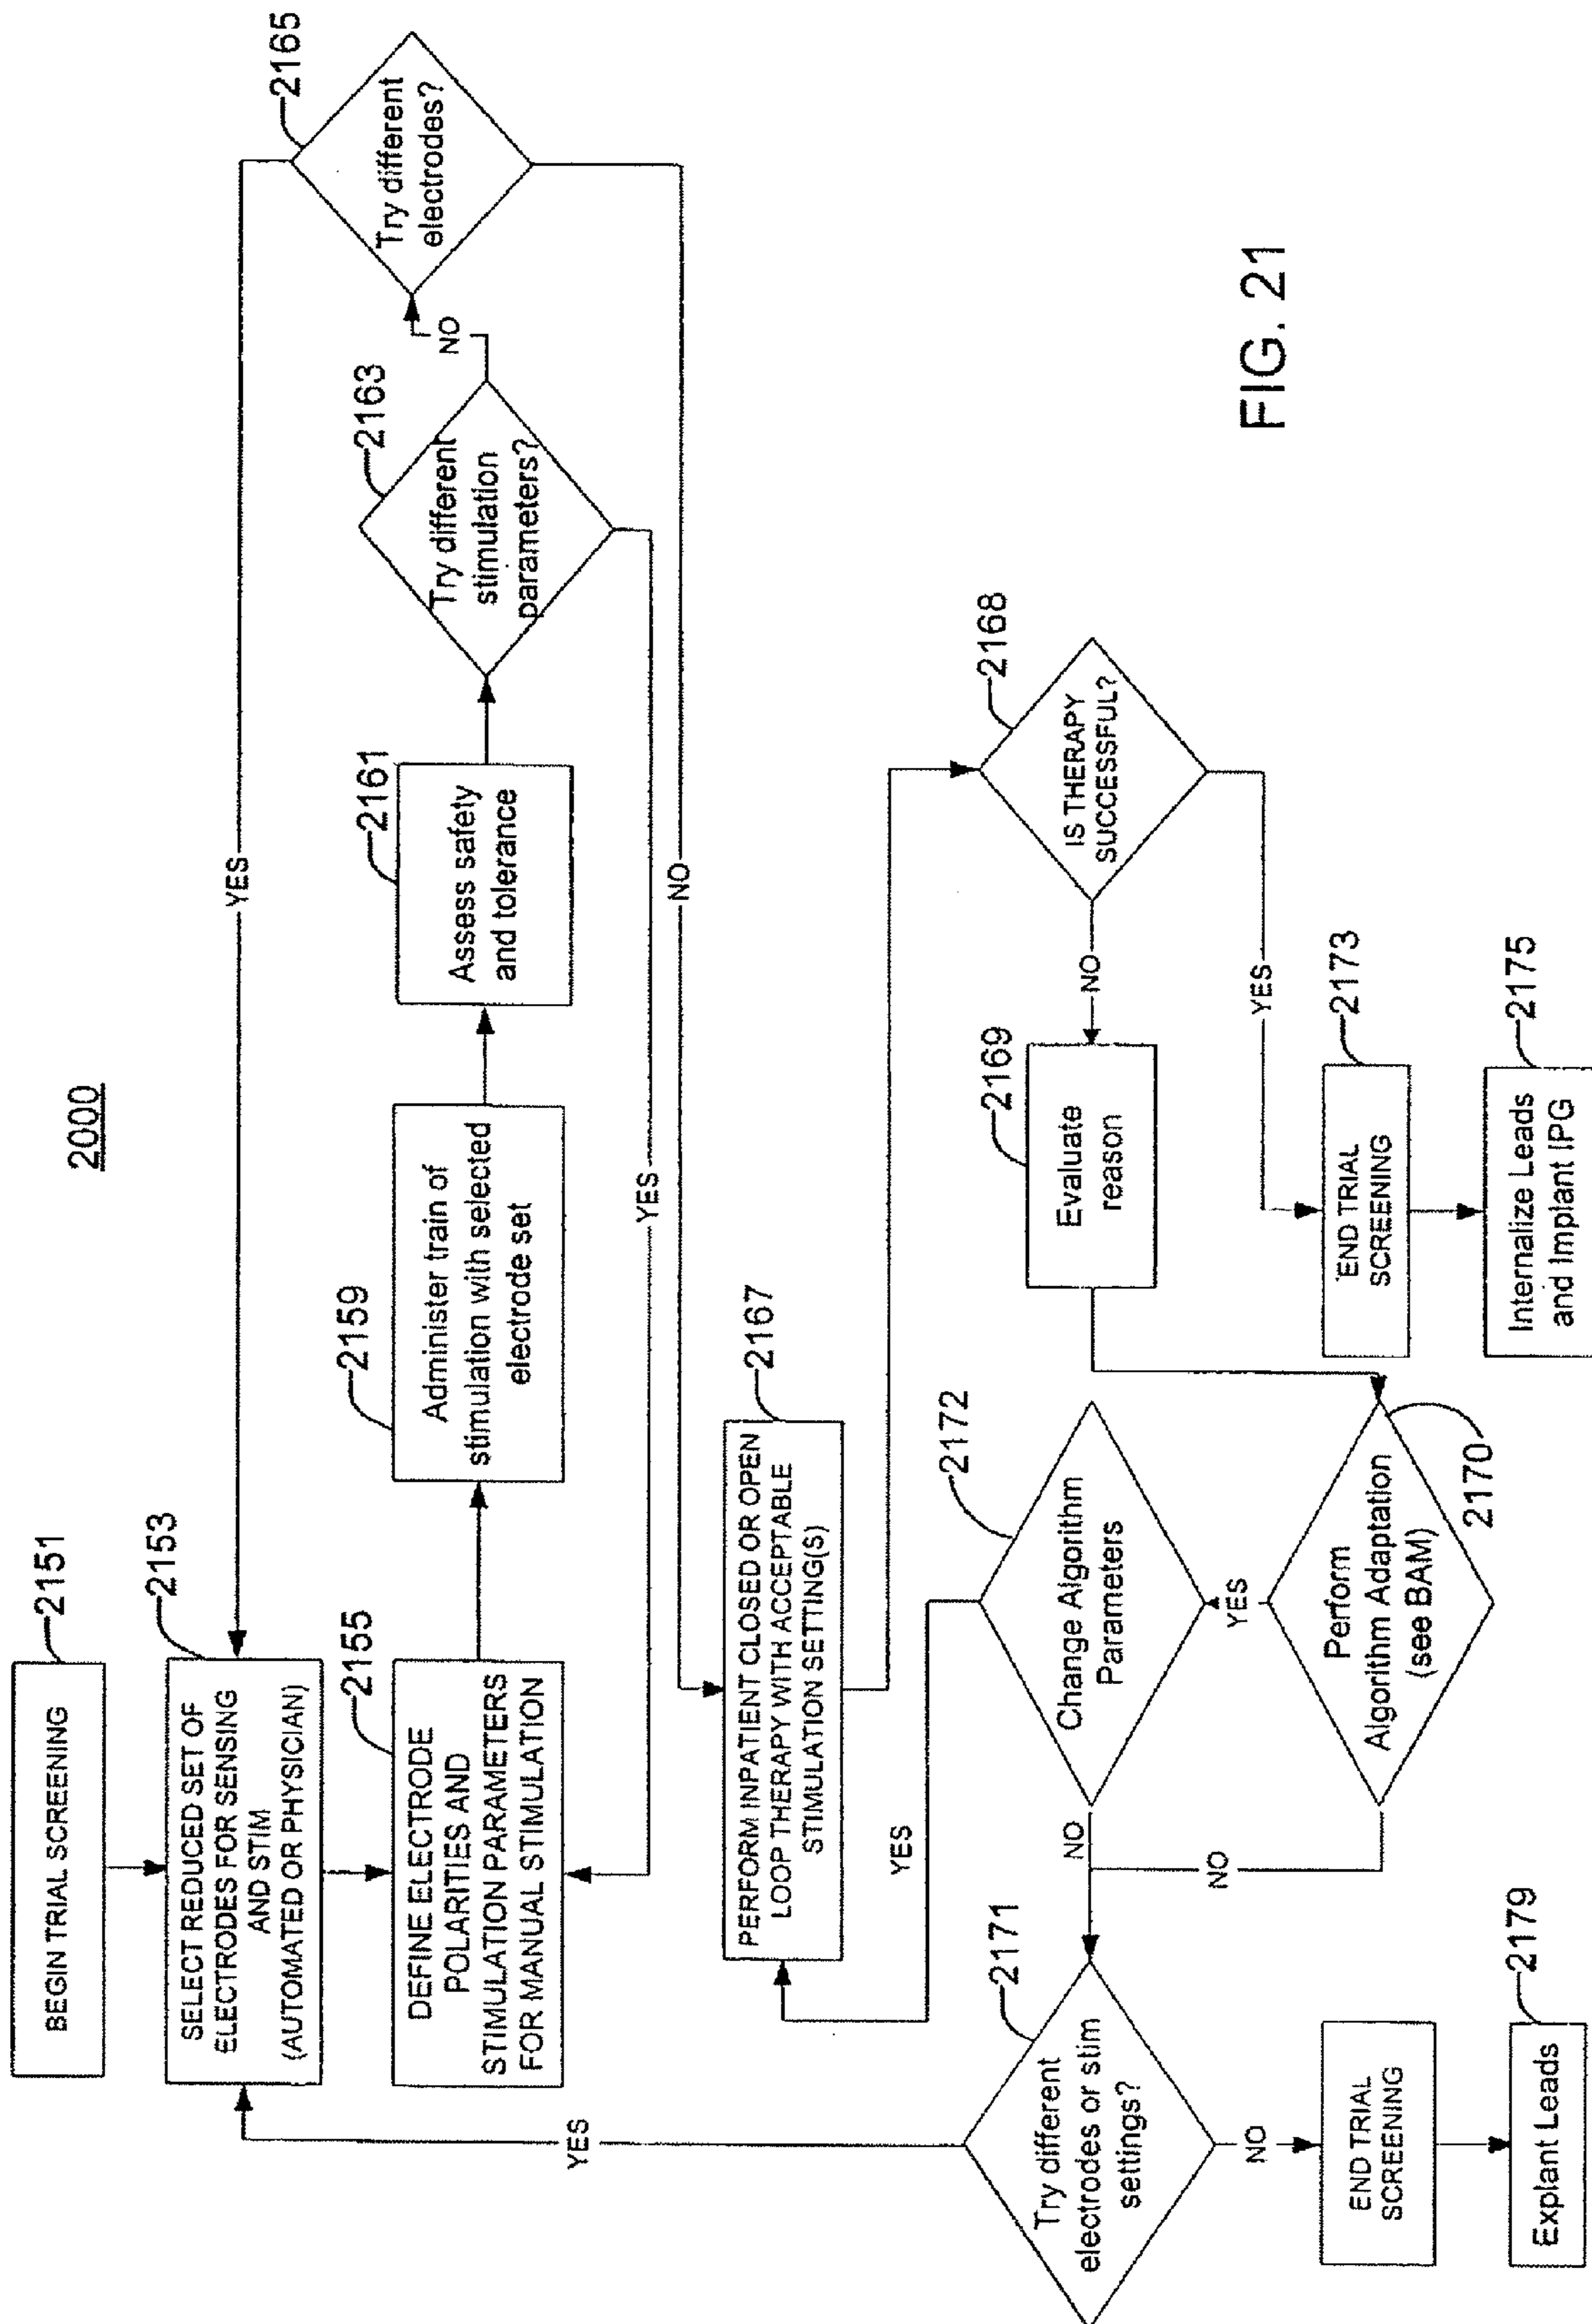 2000
BEGIN TRIAL SCREENING
2151
SELECT REDUCED SET OF
ELECTRODES FOR SENSING
AND STIM
(AUTOMATED OR PHYSICIAN)
2153
DEFINE ELECTRODE
POLARITIES AND
STIMULATION PARAMETERS
FOR MANUAL STIMULATION
2155
Administer train of
stimulation with selected
electrode set
2159
Assess safety
and tolerance
2161
Try different
stimulation
parameters?
2163
NO
YES
Try different
electrodes?
2165
YES
NO
PERFORM INPATIENT CLOSED OR OPEN
LOOP THERAPY WITH ACCEPTABLE
STIMULATION SETTING(S)
2167
IS THERAPY
SUCCESSFUL?
2168
NO
YES
Evaluate
reason
2169
END TRIAL
SCREENING
2173
Internalize Leads
and Implant IPG
2175
Perform
Algorithm Adaptation
(see BAM)
2170
YES
NO
Change Algorithm
Parameters
2172
YES
NO
Try different
electrodes or stim
settings?
2171
YES
NO
END TRIAL
SCREENING
Explant Leads
2179
FIG. 21